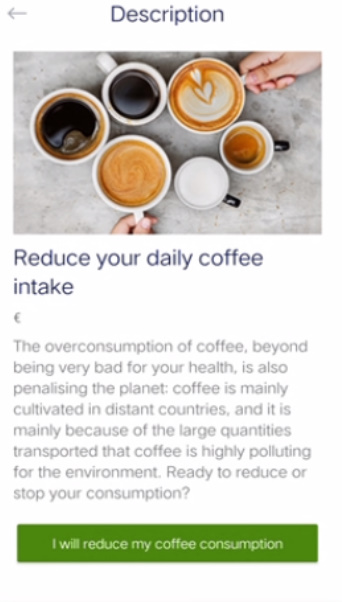 Description
Reduce your daily coffee
intake
€
The overconsumption of coffee, beyond
being very bad for your health, is also
penalising the planet: coffee is mainly
cultivated in distant countries, and it is
mainly because of the large quantities
transported that coffee is highly polluting
for the environment. Ready to reduce or
stop your consumption?
I will reduce my coffee consumption